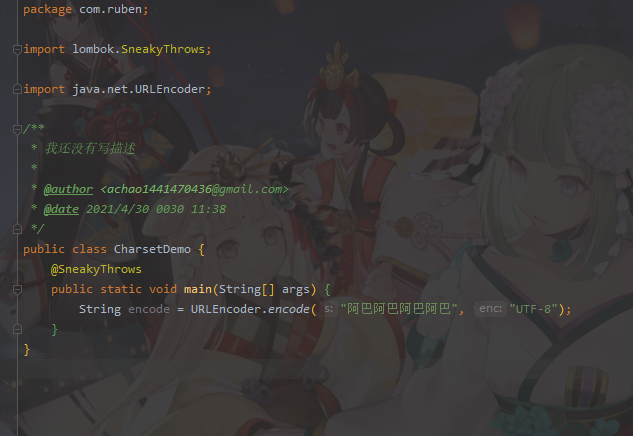 package com.ruben;
import lombok.SneakyThrows;
import java.net.URLEncoder;
/**
* 我还没有写描述
*
* @author <achao1441470436@gmail.com>
* @date 2021/4/30 0030 11:38
*/
public class CharsetDemo {
@SneakyThrows
public static void main(String[] args) {
String encode = URLEncoder.encode( s: "阿巴阿巴阿巴阿巴", enc: "UTF-8");
}
}